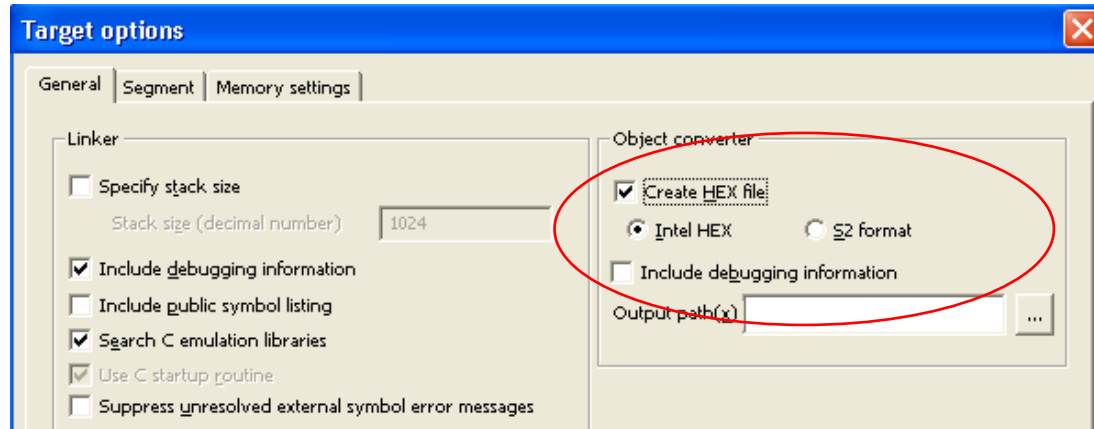 Target options
General
Segment
Memory settings
Linker
Specify stack size
Stack size (decimal number)
1024
Include debugging information
Include public symbol listing
Search C emulation libraries
Use C startup routine
Suppress unresolved external symbol error messages
Object converter
Create HEX file
Intel HEX
S2 format
Include debugging information
Output path(x)
...